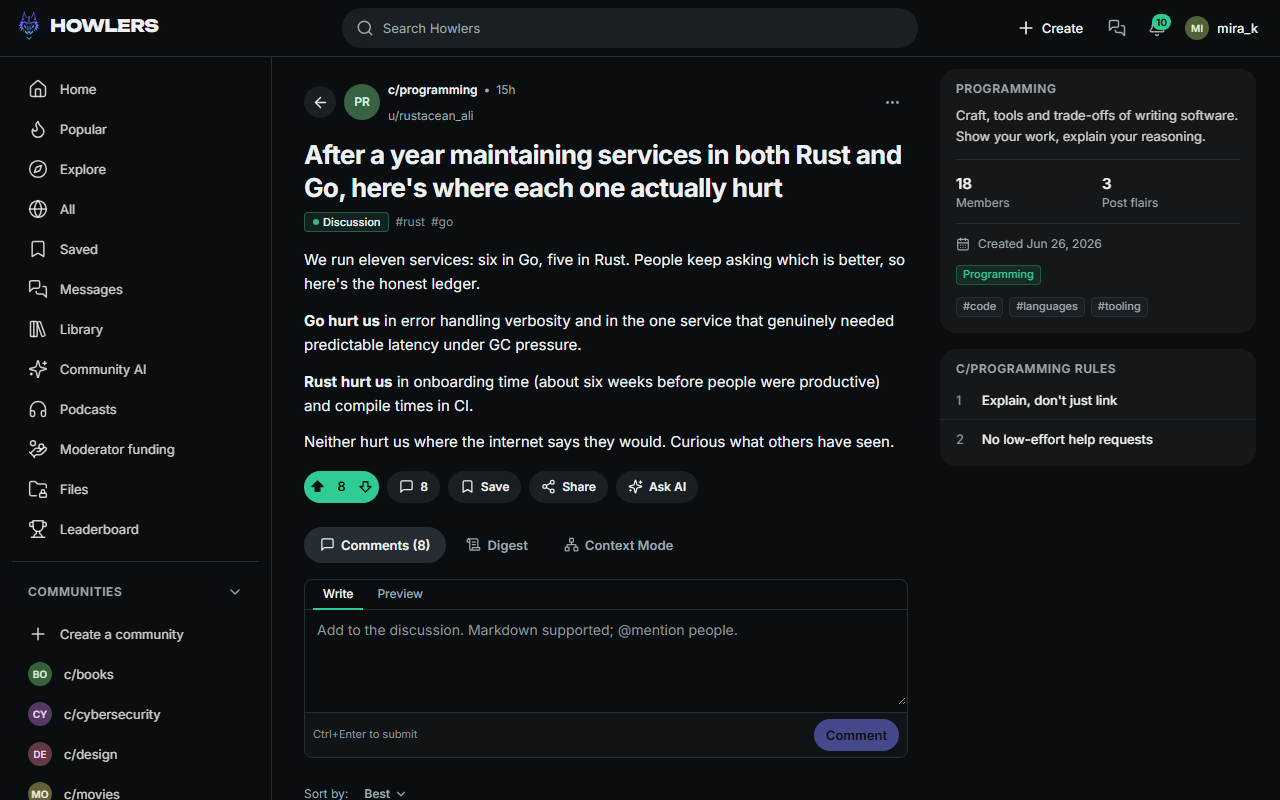 HOWLERS
Search Howlers
Create
10
MI
mira_k
Home
Popular
Explore
All
Saved
Messages
Library
Community AI
Podcasts
Moderator funding
Files
Leaderboard
COMMUNITIES
Create a community
BO c/books
CY c/cybersecurity
DE c/design
MO c/movies
PR
c/programming • 15h
u/rustacean_ali
After a year maintaining services in both Rust and
Go, here's where each one actually hurt
Discussion #rust #go
We run eleven services: six in Go, five in Rust. People keep asking which is better, so
here's the honest ledger.
Go hurt us in error handling verbosity and in the one service that genuinely needed
predictable latency under GC pressure.
Rust hurt us in onboarding time (about six weeks before people were productive)
and compile times in CI.
Neither hurt us where the internet says they would. Curious what others have seen.
8 8 Save Share Ask AI
Comments (8) Digest Context Mode
Write Preview
Add to the discussion. Markdown supported; @mention people.
Ctrl+Enter to submit Comment
Sort by: Best
PROGRAMMING
Craft, tools and trade-offs of writing software.
Show your work, explain your reasoning.
18 3
Members Post flairs
Created Jun 26, 2026
Programming
#code #languages #tooling
C/PROGRAMMING RULES
1 Explain, don't just link
2 No low-effort help requests